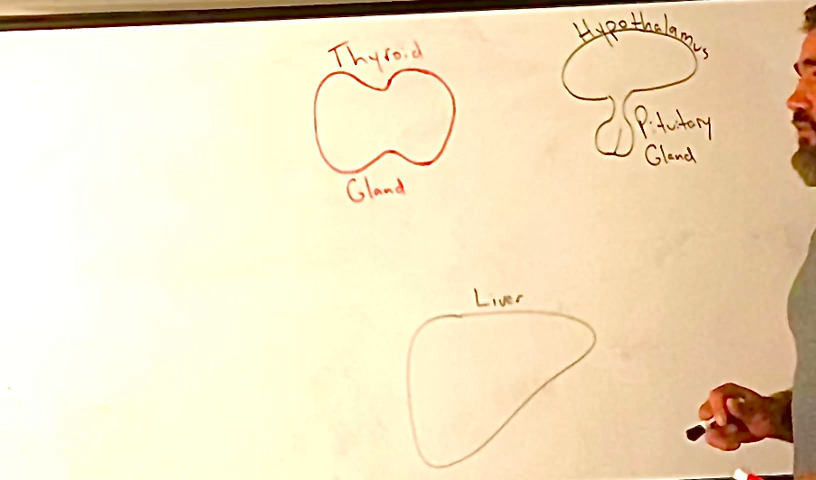 Thyroid
Gland
Hypothalamus
Pituitary
Gland
Liver